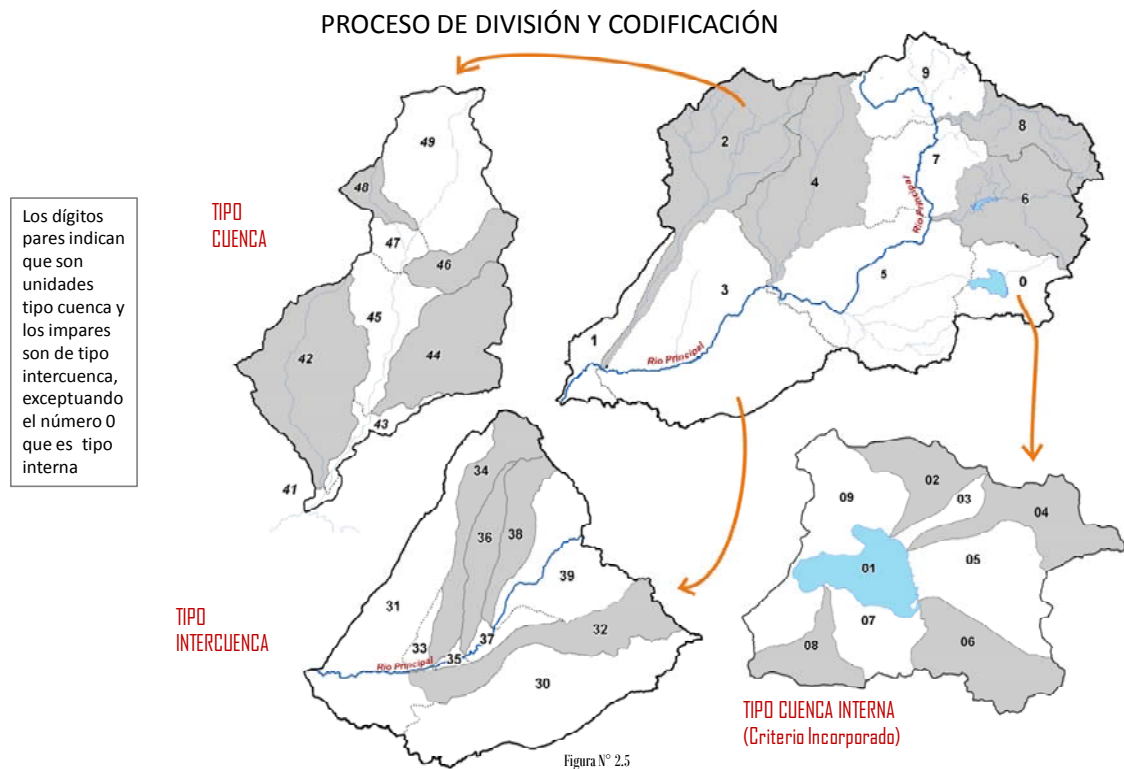 PROCESO DE DIVISIÓN Y CODIFICACIÓN
Los dígitos
pares indican
que son
unidades
tipo cuenca y
los impares
son de tipo
intercuenca,
exceptuando
el número 0
que es tipo
interna
TIPO
CUENCA
49
48
47
46
45
44
42
43
41
9
8
2
7
4
6
Río Principal
5
0
3
1
Río Principal
TIPO
INTERCUENCA
34
38
36
39
31
32
37
33
35
Río Principal
30
02
03
09
04
05
01
07
06
08
TIPO CUENCA INTERNA
(Criterio Incorporado)
Figura N° 2.5